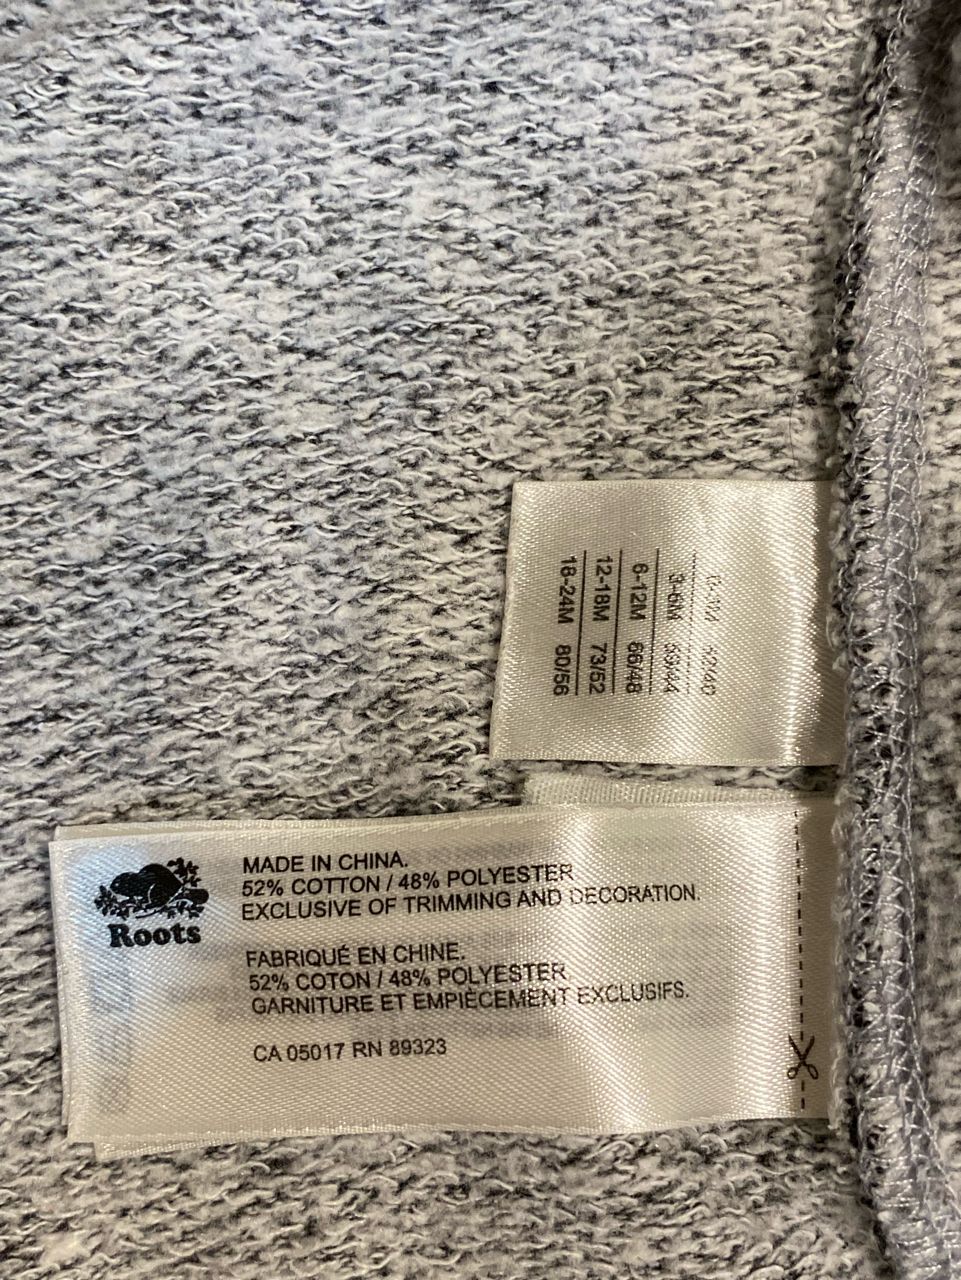 3-6M 59/44
6-12M 66/48
12-18M 73/52
18-24M 80/56
Roots
MADE IN CHINA.
52% COTTON / 48% POLYESTER
EXCLUSIVE OF TRIMMING AND DECORATION.
FABRIQUÉ EN CHINE.
52% COTON / 48% POLYESTER
GARNITURE ET EMPIÈCEMENT EXCLUSIFS.
CA 05017 RN 89323